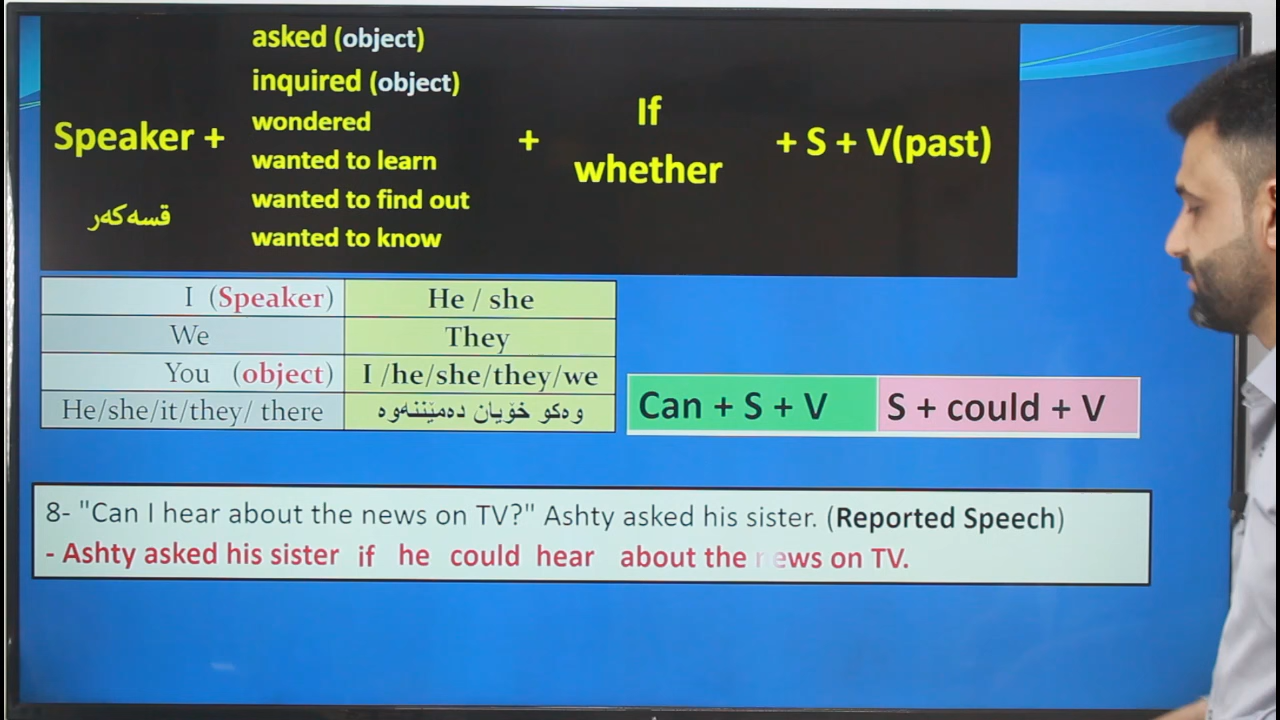 asked (object)
inquired (object)
wondered
wanted to learn
wanted to find out
wanted to know
Speaker +
قسەکەر
+
If
whether
+ S + V(past)
I (Speaker) He / she
We They
You (object) I /he/she/they/we
He/she/it/they/ there وەکو خۆیان دەمێننەوە
Can + S + V S + could + V
8- "Can I hear about the news on TV?" Ashty asked his sister. (Reported Speech)
- Ashty asked his sister if he could hear about the news on TV.